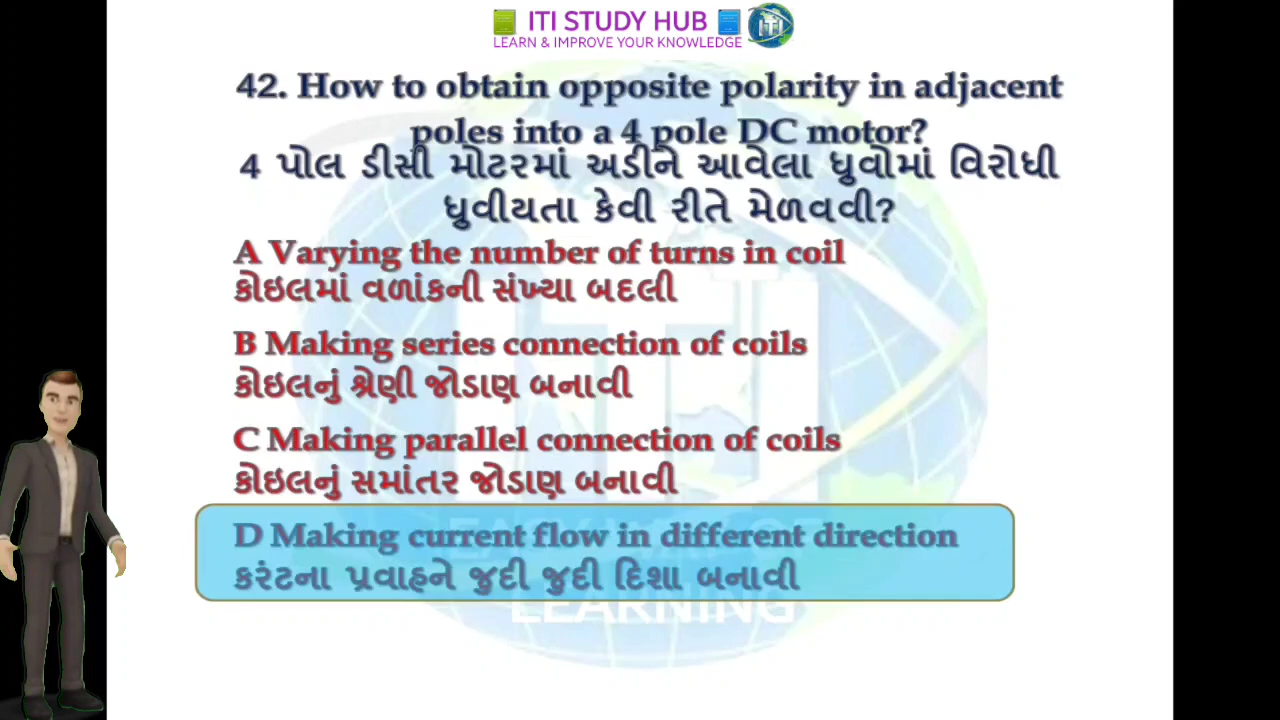 ITI STUDY HUB
LEARN & IMPROVE YOUR KNOWLEDGE
ITI
42. How to obtain opposite polarity in adjacent
poles into a 4 pole DC motor?
4 પોલ ડીસી મોટરમાં અડીને આવેલા ધ્રુવોમાં વિરોધી
ધ્રુવીયતા કેવી રીતે મેળવવી?
A Varying the number of turns in coil
કોઇલમાં વળાંકની સંખ્યા બદલી
B Making series connection of coils
કોઇલનું શ્રેણી જોડાણ બનાવી
C Making parallel connection of coils
કોઇલનું સમાંતર જોડાણ બનાવી
D Making current flow in different direction
કરંટના પ્રવાહને જુદી જુદી દિશા બનાવી
LEARNING